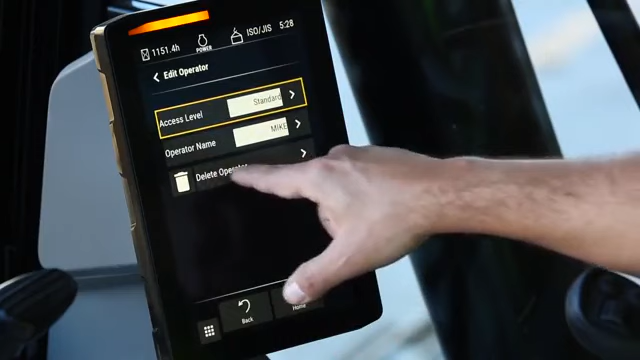 1151.4h POWER ISO/JIS 5:28
Edit Operator
Access Level Standard
Operator Name MIKE
Delete Operator
Back Home